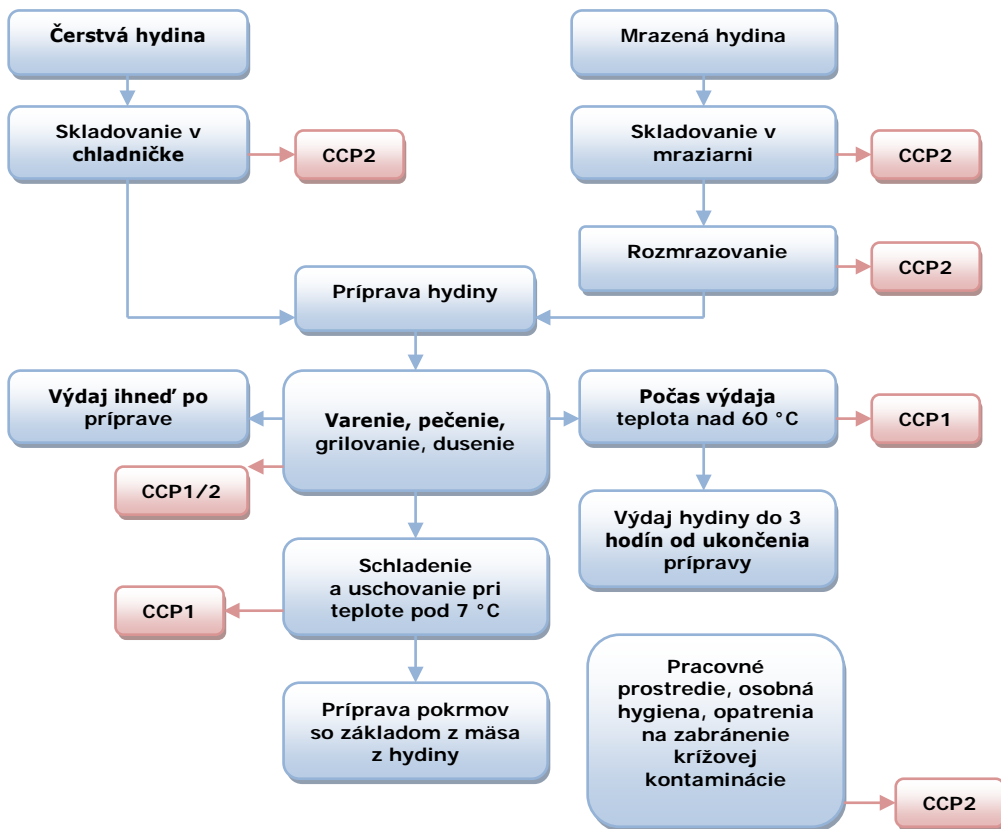 Čerstvá hydina
Mrazená hydina
Skladovanie v
chladničke
CCP2
Skladovanie v
mraziarni
CCP2
Rozmrazovanie
CCP2
Príprava hydiny
Výdaj ihneď po
príprave
Varenie, pečenie,
grilovanie, dusenie
Počas výdaja
teplota nad 60 °C
CCP1
CCP1/2
Výdaj hydiny do 3
hodín od ukončenia
prípravy
Schladenie
a uschovanie pri
teplote pod 7 °C
CCP1
Príprava pokrmov
so základom z mäsa
z hydiny
Pracovné
prostredie, osobná
hygiena, opatrenia
na zabránenie
krížovej
kontaminácie
CCP2